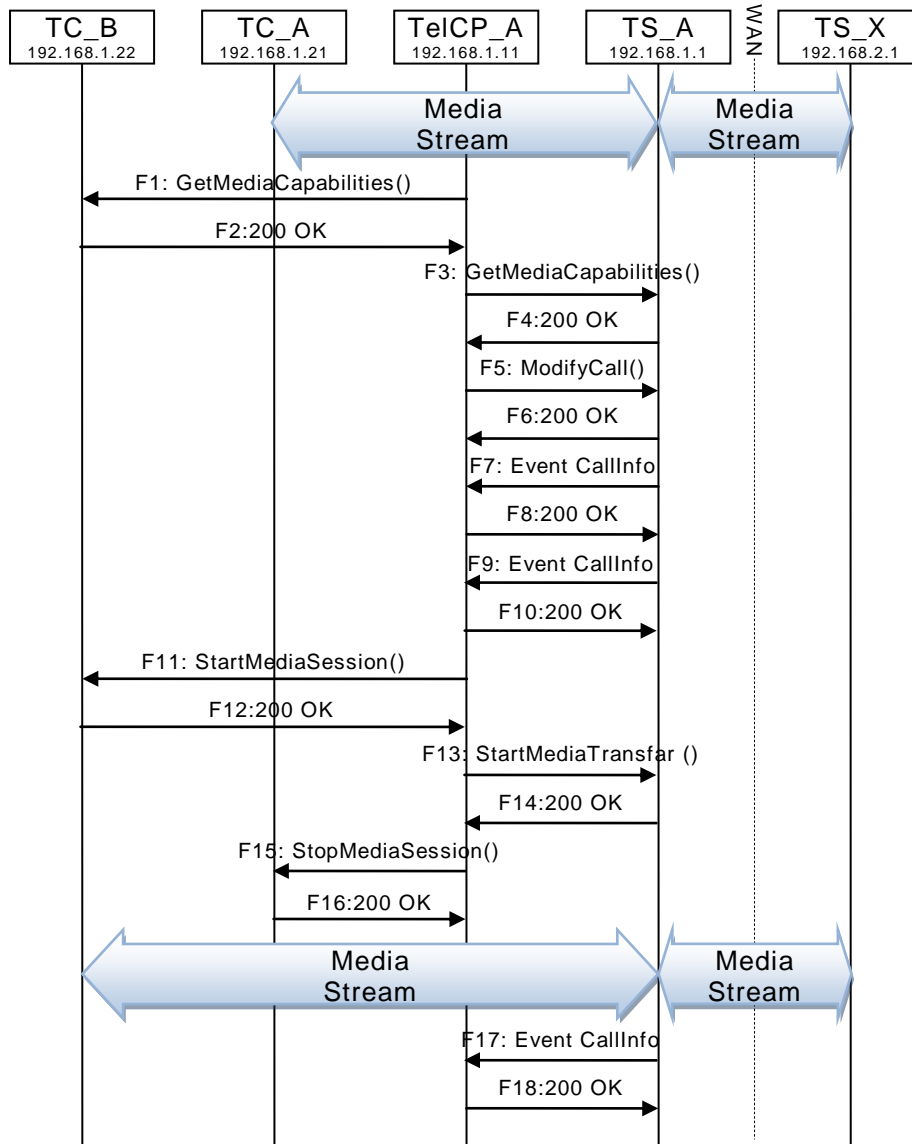 TC_B
192.168.1.22
TC_A
192.168.1.21
TelCP_A
192.168.1.11
TS_A
192.168.1.1
WAN
TS_X
192.168.2.1
Media
Stream
Media
Stream
F1: GetMediaCapabilities()
F2:200 OK
F3: GetMediaCapabilities()
F4:200 OK
F5: ModifyCall()
F6:200 OK
F7: Event CallInfo
F8:200 OK
F9: Event CallInfo
F10:200 OK
F11: StartMediaSession()
F12:200 OK
F13: StartMediaTransfar ()
F14:200 OK
F15: StopMediaSession()
F16:200 OK
Media
Stream
Media
Stream
F17: Event CallInfo
F18:200 OK